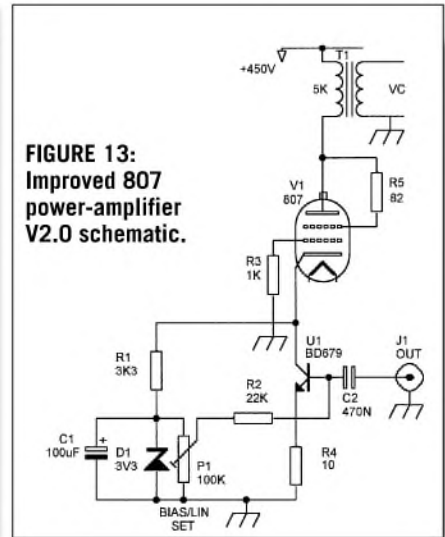 +450V
T1
5K
VC
FIGURE 13:
Improved 807
power-amplifier
V2.0 schematic.
V1
807
R5
82
R3
1K
R1
3K3
U1
BD679
J1
OUT
R2
22K
C2
470N
C1
100uF
+
D1
3V3
P1
100K
R4
10
BIAS/LIN
SET